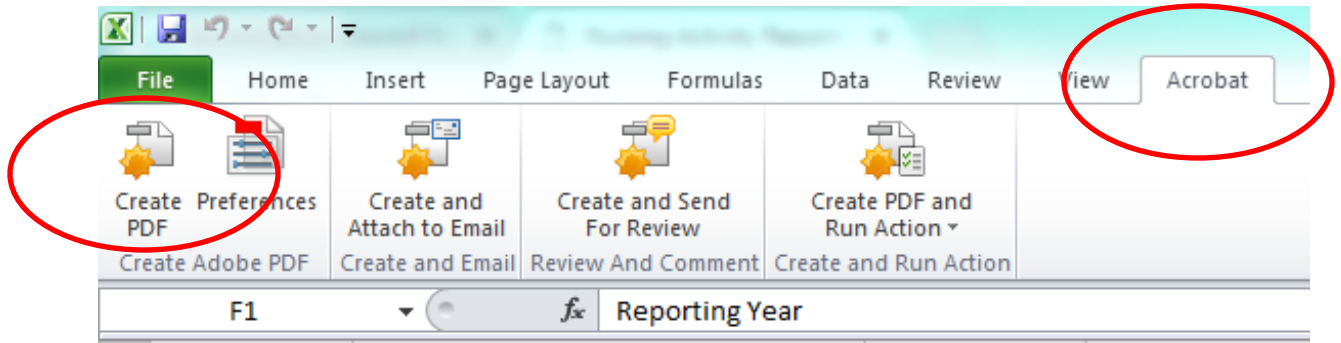 File Home Insert Page Layout Formulas Data Review View Acrobat
Create Preferences Create and Create and Send Create PDF and
PDF Attach to Email For Review Run Action
Create Adobe PDF Create and Email Review And Comment Create and Run Action
F1 fx Reporting Year